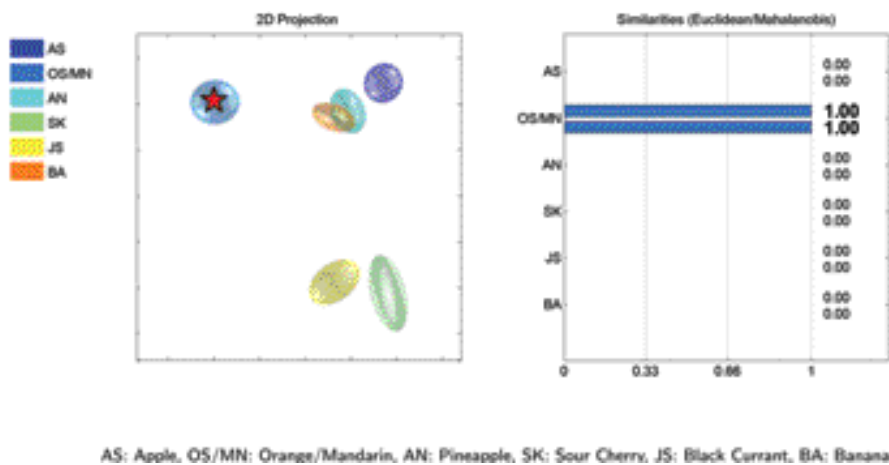 2D Projection
Similarities (Euclidean/Mahalanobis)
AS
OS/MN
AN
SK
JS
BA
AS
0.00
0.00
OS/MN
1.00
1.00
AN
0.00
0.00
SK
0.00
0.00
JS
0.00
0.00
BA
0.00
0.00
0
0.33
0.66
1
AS: Apple, OS/MN: Orange/Mandarin, AN: Pineapple, SK: Sour Cherry, JS: Black Currant, BA: Banana